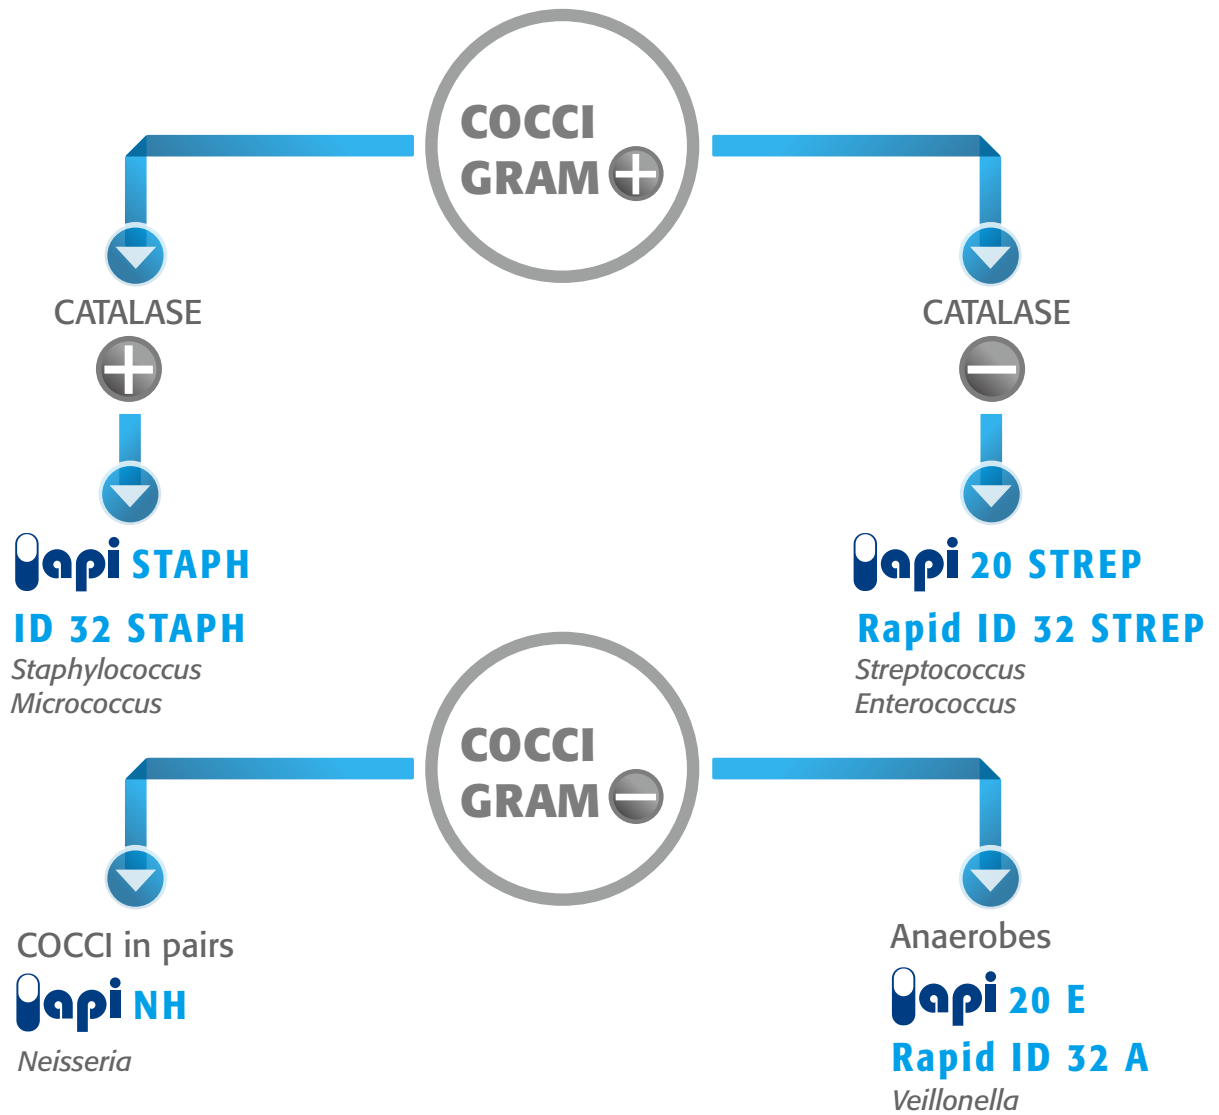 COCCI
GRAM +
CATALASE
+
api STAPH
ID 32 STAPH
Staphylococcus
Micrococcus
CATALASE
−
api 20 STREP
Rapid ID 32 STREP
Streptococcus
Enterococcus
COCCI
GRAM −
COCCI in pairs
api NH
Neisseria
Anaerobes
api 20 E
Rapid ID 32 A
Veillonella